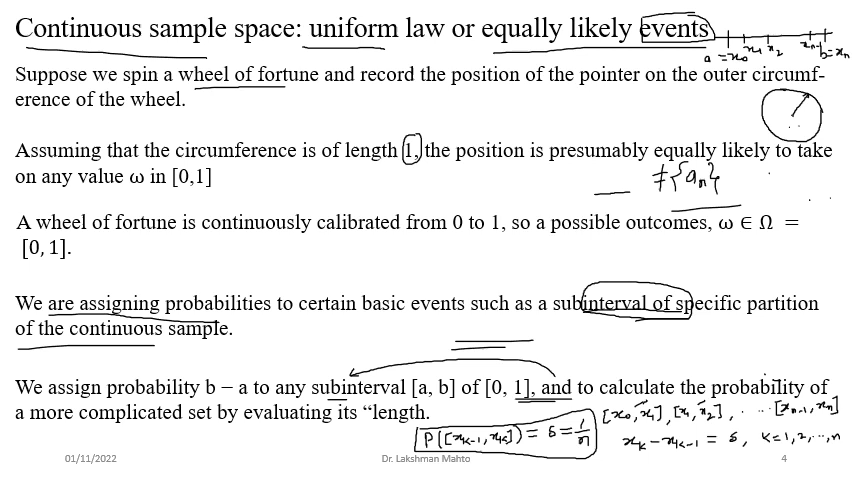 Continuous sample space: uniform law or equally likely events
a = x₀ x₁ x₂ xₙ₋₁ b = xₙ
Suppose we spin a wheel of fortune and record the position of the pointer on the outer circumf-
erence of the wheel.
Assuming that the circumference is of length 1, the position is presumably equally likely to take
on any value ω in [0,1]
≠ {aₙ}
A wheel of fortune is continuously calibrated from 0 to 1, so a possible outcomes, ω ∈ Ω =
[0, 1].
We are assigning probabilities to certain basic events such as a subinterval of specific partition
of the continuous sample.
We assign probability b – a to any subinterval [a, b] of [0, 1], and to calculate the probability of
a more complicated set by evaluating its “length.
[x₀, x₁], [x₁, x₂], ... [xₙ₋₁, xₙ]
P([xₖ₋₁, xₖ]) = δ = 1/n
xₖ − xₖ₋₁ = δ, k = 1, 2, ..., n
01/11/2022 Dr. Lakshman Mahto 4